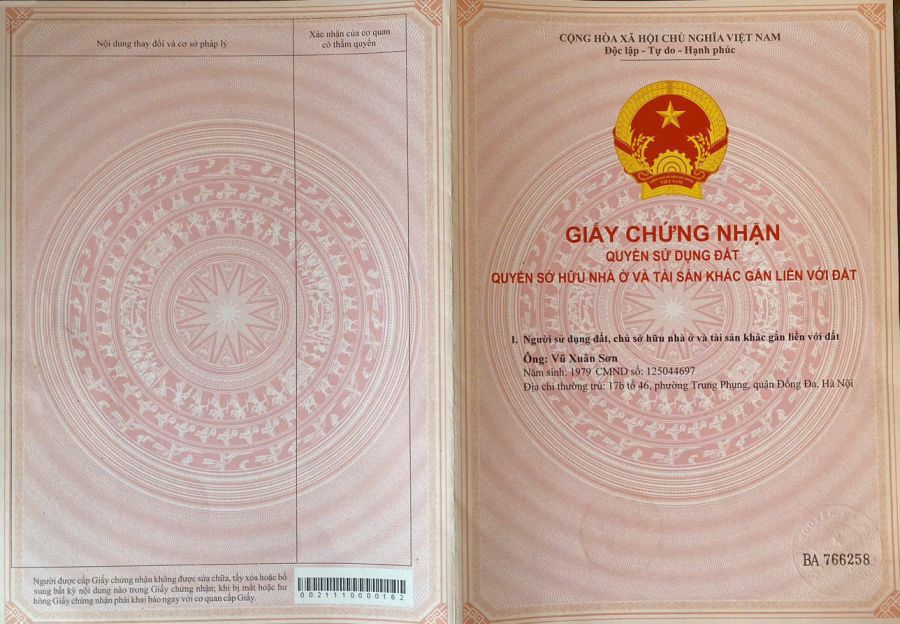 Nội dung thay đổi và cơ sở pháp lý
Xác nhận của cơ quan
có thẩm quyền
Người được cấp Giấy chứng nhận không được sửa chữa, tẩy xóa hoặc bổ
sung bất kỳ nội dung nào trong Giấy chứng nhận; khi bị mất hoặc hư
hỏng Giấy chứng nhận phải khai báo ngay với cơ quan cấp Giấy.
0021110000162
CỘNG HÒA XÃ HỘI CHỦ NGHĨA VIỆT NAM
Độc lập - Tự do - Hạnh phúc
VIỆT NAM
GIẤY CHỨNG NHẬN
QUYỀN SỬ DỤNG ĐẤT
QUYỀN SỞ HỮU NHÀ Ở VÀ TÀI SẢN KHÁC GẮN LIỀN VỚI ĐẤT
I. Người sử dụng đất, chủ sở hữu nhà ở và tài sản khác gắn liền với đất
Ông: Vũ Xuân Sơn
Năm sinh: 1979 CMND số: 125044697
Địa chỉ thường trú: 17b tổ 46, phường Trung Phụng, quận Đống Đa, Hà Nội
BA 766258